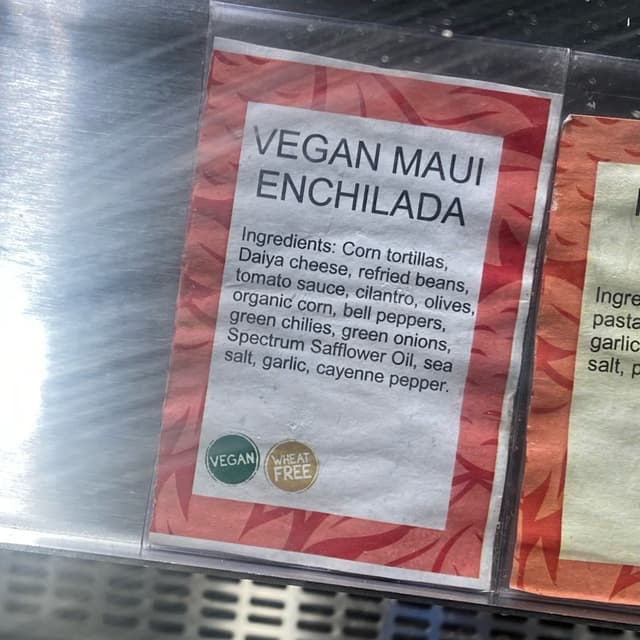 VEGAN MAUI
ENCHILADA
Ingredients: Corn tortillas,
Daiya cheese, refried beans,
tomato sauce, cilantro, olives,
organic corn, bell peppers,
green chilies, green onions,
Spectrum Safflower Oil, sea
salt, garlic, cayenne pepper.
VEGAN
WHEAT
FREE
Ingre
pasta
garlic
salt, p